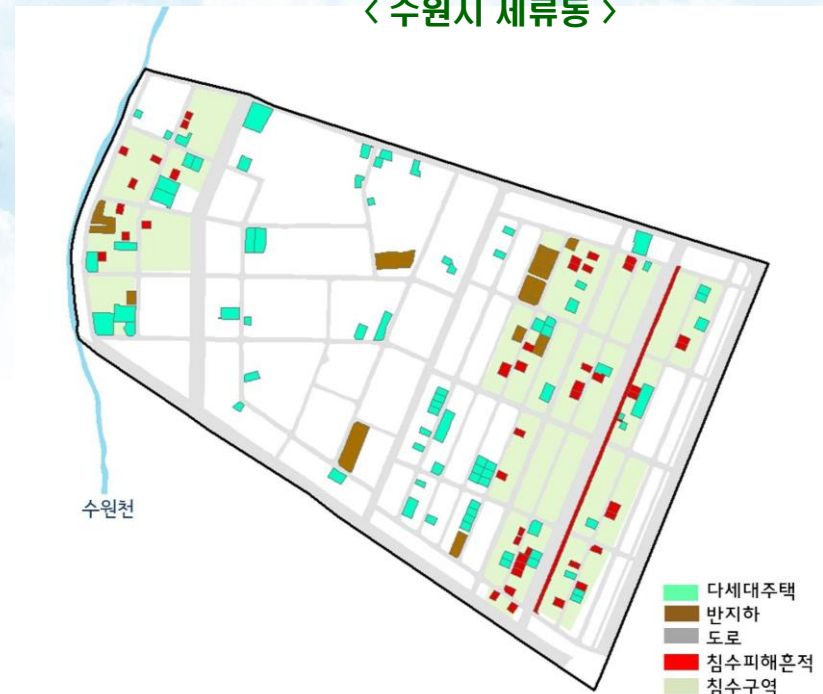 < 수원시 세류동 >
수원천
다세대주택
반지하
도로
침수피해흔적
침수구역